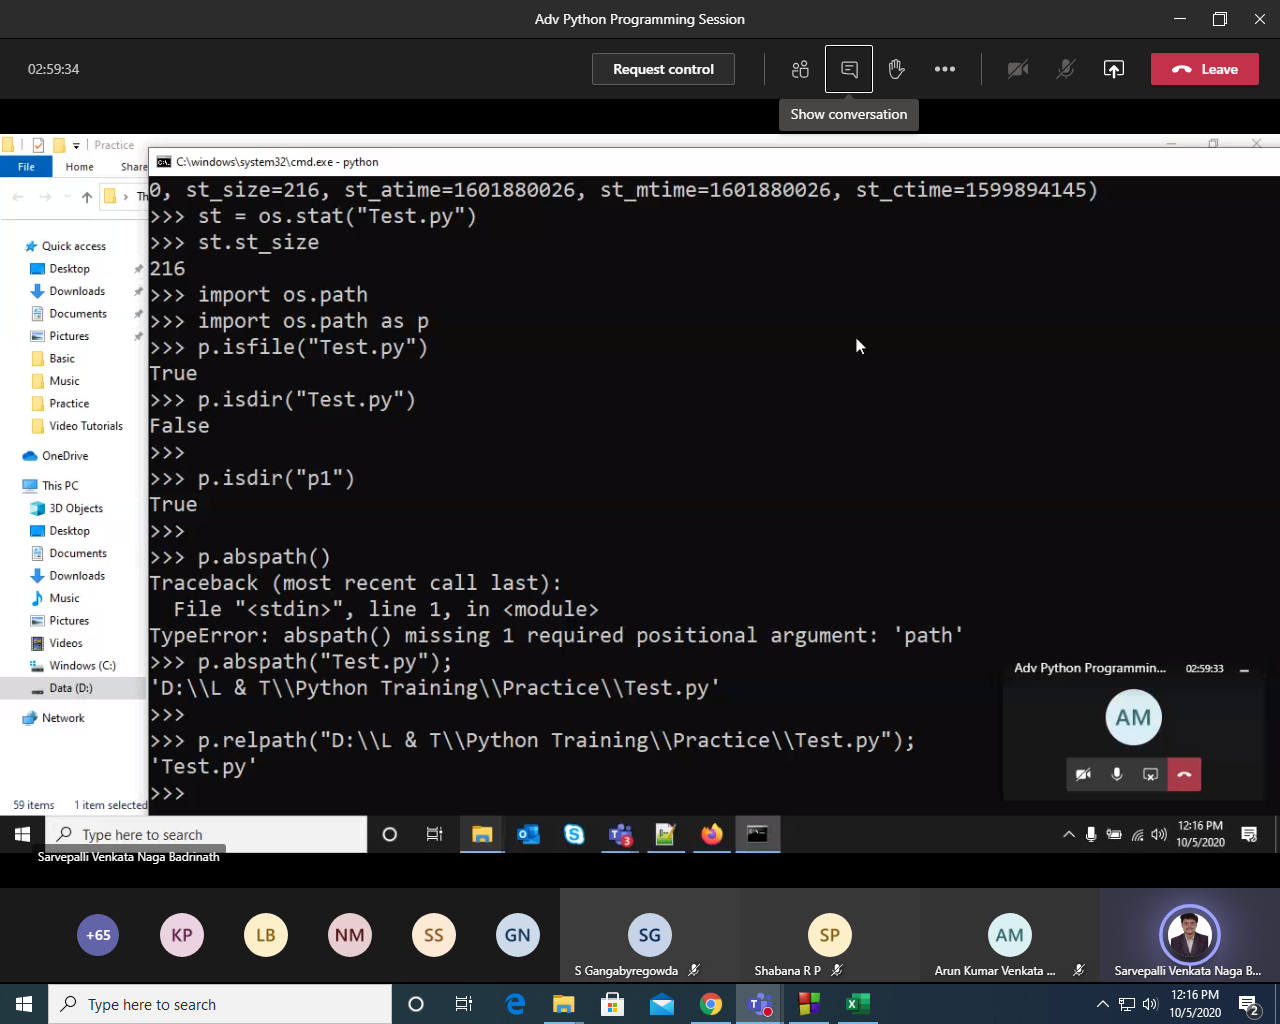 Adv Python Programming Session
02:59:34
Request control
Leave
Show conversation
Practice
File Home Share
Th
C:\windows\system32\cmd.exe - python
0, st_size=216, st_atime=1601880026, st_mtime=1601880026, st_ctime=1599894145)
>>> st = os.stat("Test.py")
>>> st.st_size
216
>>> import os.path
>>> import os.path as p
>>> p.isfile("Test.py")
True
>>> p.isdir("Test.py")
False
>>>
>>> p.isdir("p1")
True
>>>
>>> p.abspath()
Traceback (most recent call last):
  File "<stdin>", line 1, in <module>
TypeError: abspath() missing 1 required positional argument: 'path'
>>> p.abspath("Test.py");
'D:\\L & T\\Python Training\\Practice\\Test.py'
>>>
>>> p.relpath("D:\\L & T\\Python Training\\Practice\\Test.py");
'Test.py'
>>>
Quick access
Desktop
Downloads
Documents
Pictures
Basic
Music
Practice
Video Tutorials
OneDrive
This PC
3D Objects
Desktop
Documents
Downloads
Music
Pictures
Videos
Windows (C:)
Data (D:)
Network
59 items 1 item selected
Adv Python Programmin... 02:59:33
AM
Type here to search
3
12:16 PM
10/5/2020
Sarvepalli Venkata Naga Badrinath
+65
KP
LB
NM
SS
GN
SG
S Gangabyregowda
SP
Shabana R P
AM
Arun Kumar Venkata ...
Sarvepalli Venkata Naga B...
Type here to search
12:16 PM
10/5/2020
2